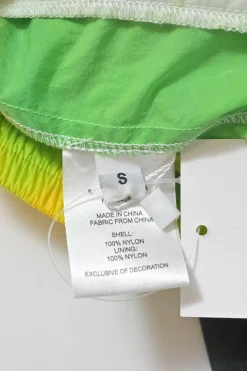 S
MADE IN CHINA
FABRIC FROM CHINA
SHELL:
100% NYLON
LINING:
100% NYLON
EXCLUSIVE OF DECORATION